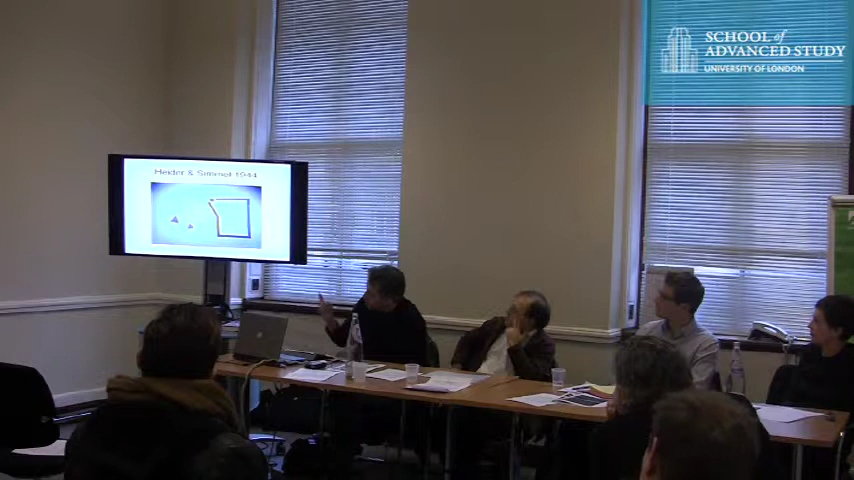 SCHOOL of
ADVANCED STUDY
UNIVERSITY OF LONDON
Heider & Simmel 1944